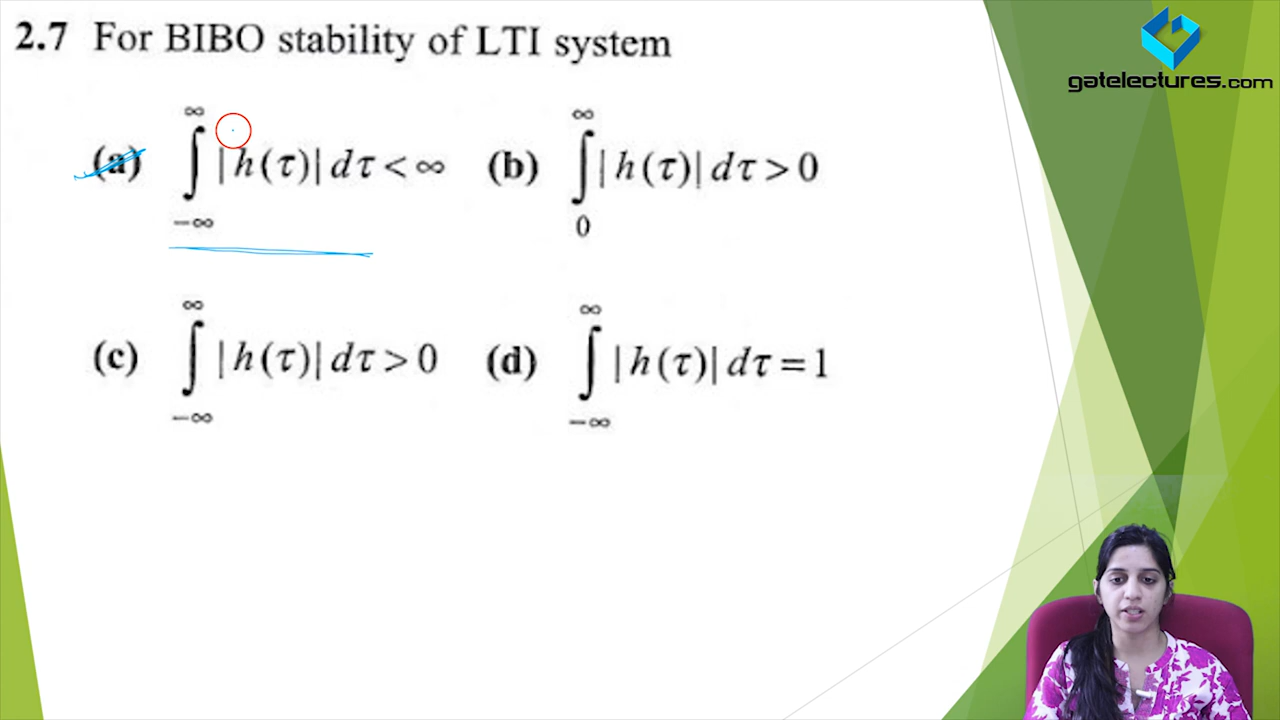 2.7 For BIBO stability of LTI system
gatelectures.com
(a) ∫_{−∞}^{∞} | h(τ)| dτ < ∞ (b) ∫_{0}^{∞} | h(τ)| dτ > 0
(c) ∫_{−∞}^{∞} | h(τ)| dτ > 0 (d) ∫_{−∞}^{∞} | h(τ)| dτ = 1